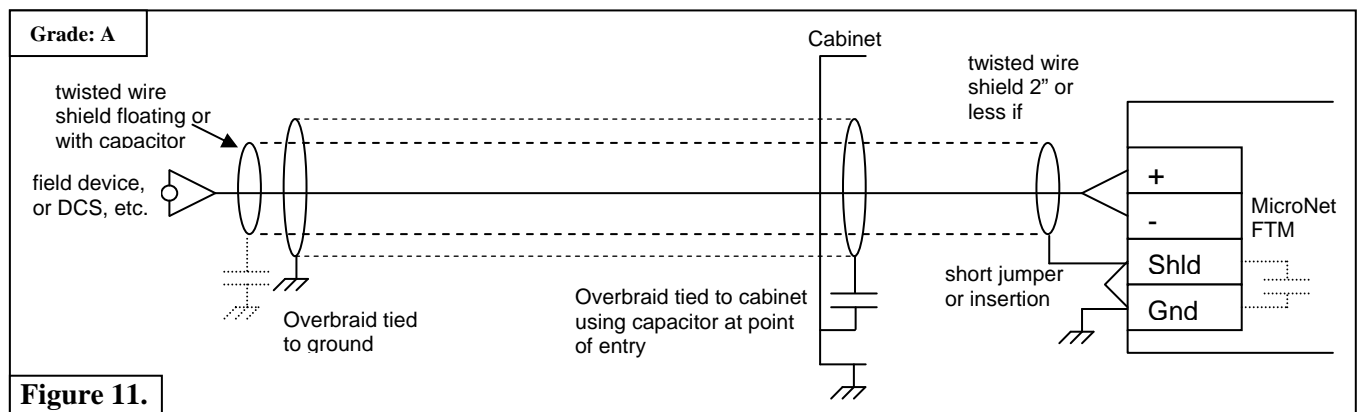 Grade: A
Cabinet
twisted wire
shield floating or
with capacitor
twisted wire
shield 2" or
less if
field device,
or DCS, etc.
+
-
Shld
Gnd
MicroNet
FTM
Overbraid tied
to ground
Overbraid tied to cabinet
using capacitor at point
of entry
short jumper
or insertion
Figure 11.